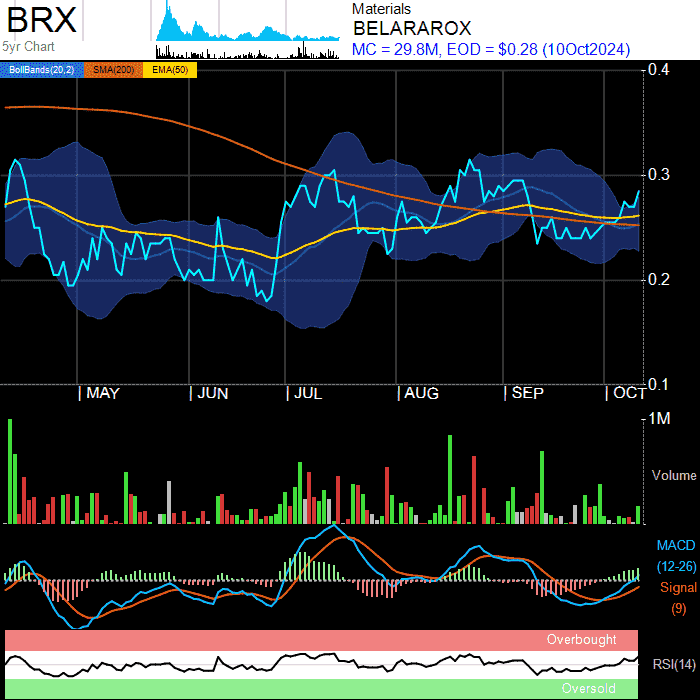 BRX
5yr Chart
Materials
BELARAROX
MC = 29.8M, EOD = $0.28 (10Oct2024)
BollBands(20,2) SMA(200) EMA(50)
0.4
0.3
0.2
0.1
| MAY | JUN | JUL | AUG | SEP | OCT
1M
Volume
MACD
(12-26)
Signal
(9)
Overbought
RSI(14)
Oversold